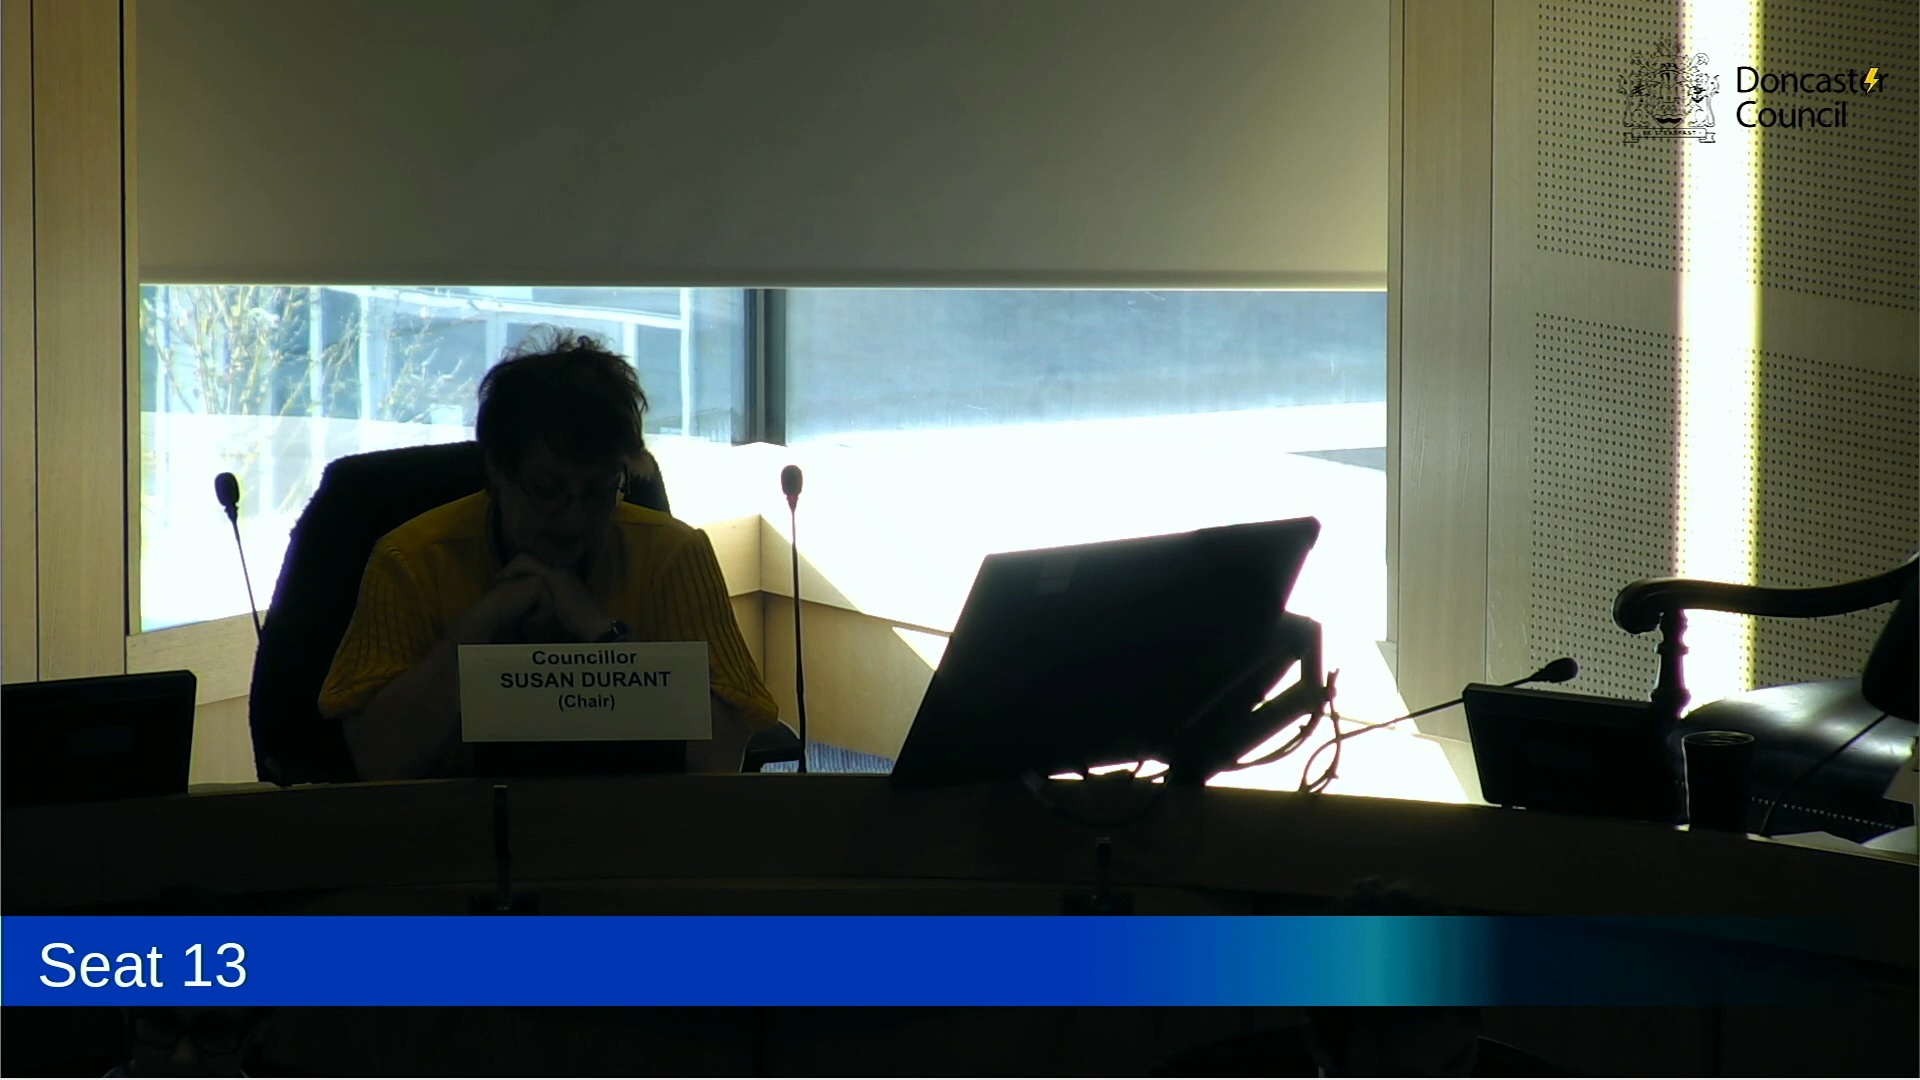 Doncaster
Council
Councillor
SUSAN DURANT
(Chair)
Seat 13